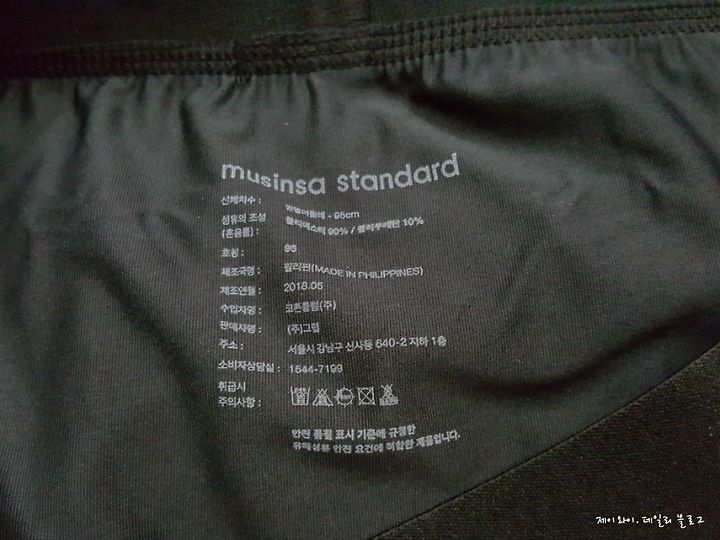 musinsa standard
신체치수 : 엉덩이둘레 - 95cm
섬유의 조성 폴리에스터 90% / 폴리우레탄 10%
(혼용률) :
호칭 : 95
제조국명 : 필리핀(MADE IN PHILIPPINES)
제조연월 : 2018.05
수입자명 : 코튼클럽(주)
판매자명 : (주)그랩
주소 : 서울시 강남구 신사동 640-2 지하 1층
소비자상담실 : 1544-7199
취급시
주의사항 :
안전 품질 표시 기준에 규정한
유해성분 안전 요건에 적합한 제품입니다.
제이와이. 데일리 블로그